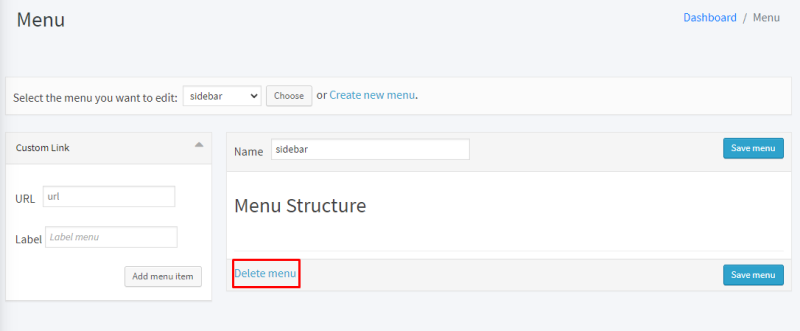 Menu
Dashboard / Menu
Select the menu you want to edit: sidebar Choose or Create new menu.
Custom Link
URL url
Label Label menu
Add menu item
Name sidebar Save menu
Menu Structure
Delete menu Save menu